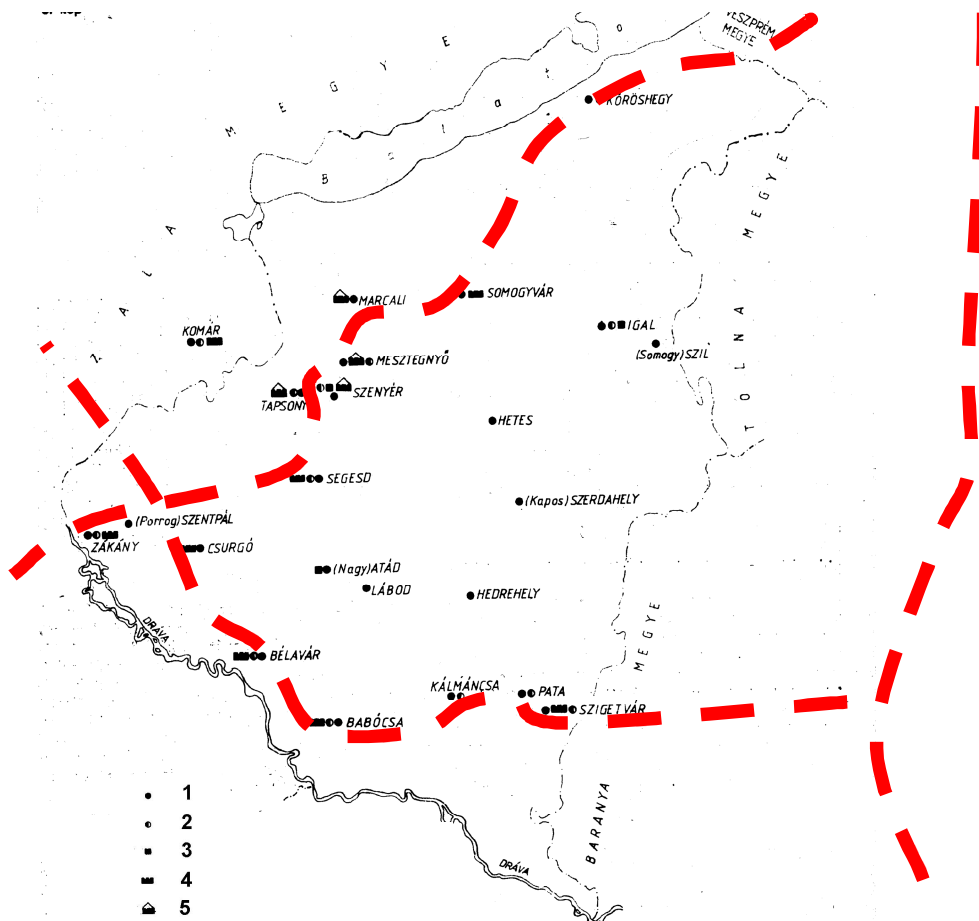 VESZPRÉM
MEGYE
M E G Y E
Z A L A
B a l a t o
KŐRÖSHEGY
TOLNA MEGYE
MARCALI
SOMOGYVÁR
KOMÁR
IGAL
(Somogy)SZIL
MESZTEGNYŐ
SZENYÉR
TAPSONY
HETES
SEGESD
(Kapos)SZERDAHELY
(Porrog)SZENTPÁL
ZÁKÁNY
CSURGÓ
(Nagy)ATÁD
LÁBOD
HEDREHELY
DRÁVA
BÉLAVÁR
KÁLMÁNCSA
PATA
SZIGETVÁR
BABÓCSA
BARANYA MEGYE
DRÁVA
1
2
3
4
5